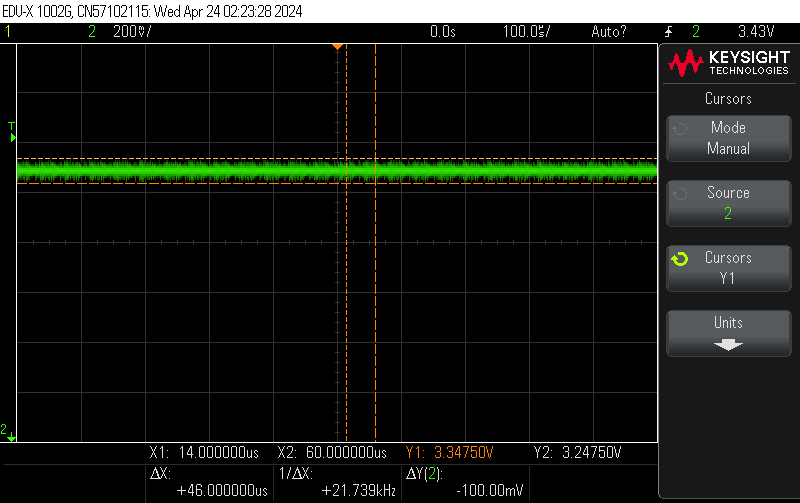 EDU-X 1002G, CN57102115: Wed Apr 24 02:23:28 2024
1 2 200mV/ 0.0s 100.0s/ Auto? 2 3.43V
KEYSIGHT
TECHNOLOGIES
Cursors
Mode
Manual
Source
2
Cursors
Y1
Units
T
2
X1: 14.000000us X2: 60.000000us Y1: 3.34750V Y2: 3.24750V
ΔX: 1/ΔX: ΔY(2):
+46.000000us +21.739kHz -100.00mV